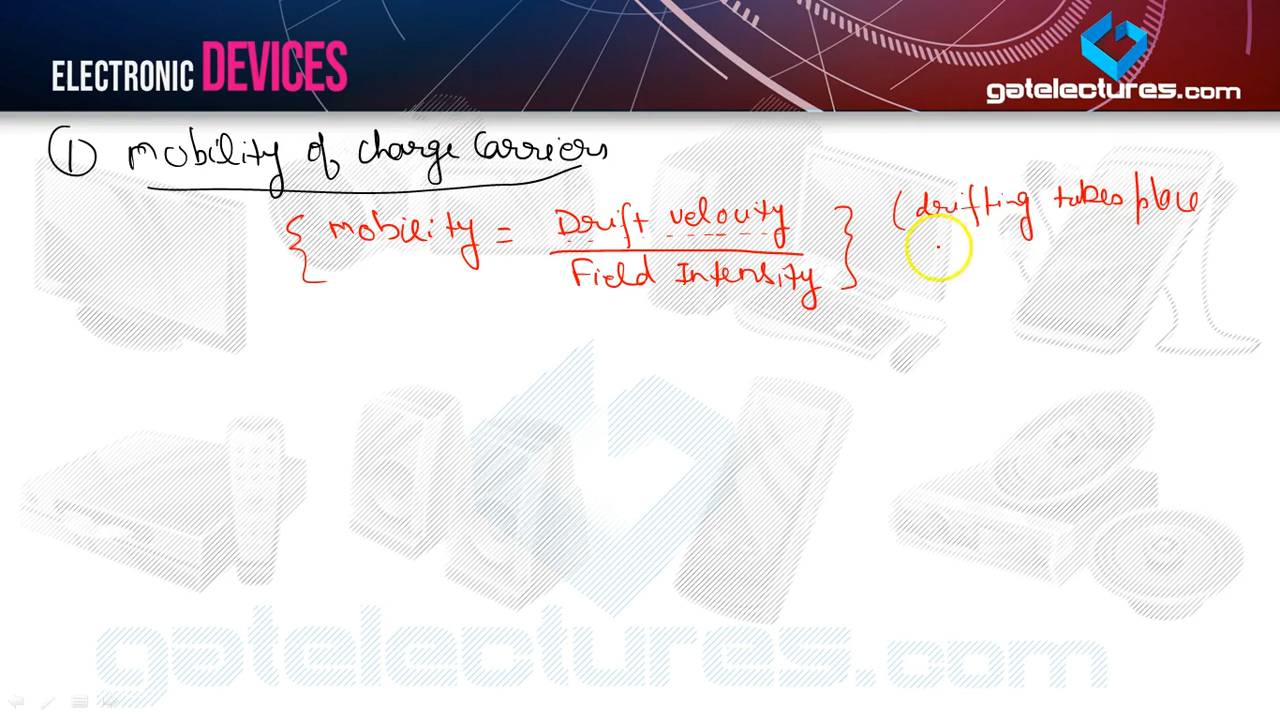 ELECTRONIC DEVICES
gatelectures.com
① mobility of charge carriers
{ mobility = Drift velocity / Field Intensity } (drifting takes place
gatelectures.com